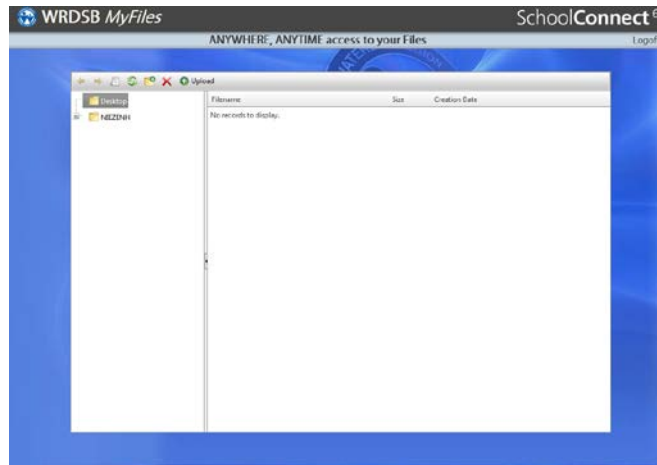 WRDSB MyFiles
SchoolConnect
ANYWHERE, ANYTIME access to your Files
Logof
Upload
Desktop
Filename Size Creation Date
No records to display.